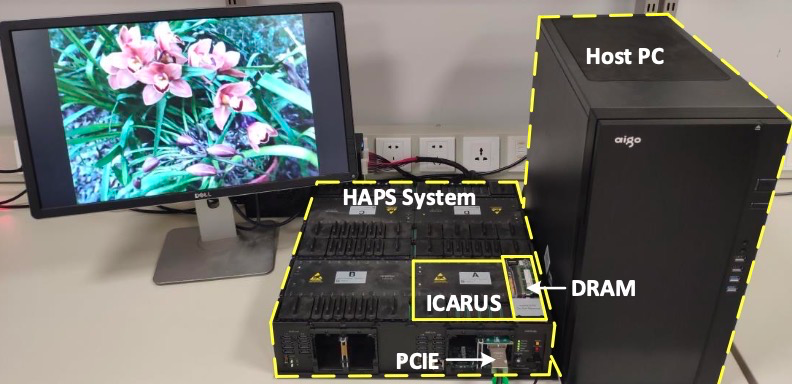 Host PC
aigo
DELL
HAPS System
B
A
ICARUS
DRAM
PCIE